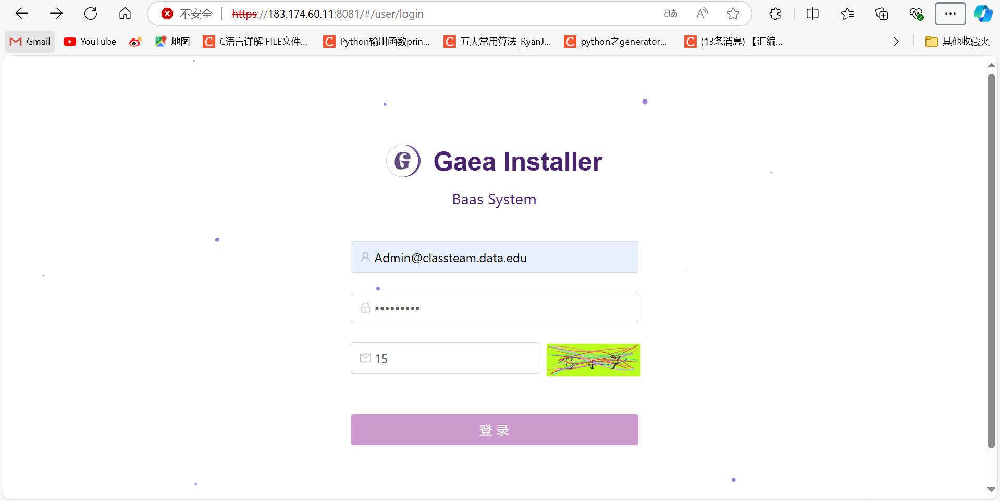 不安全 https://183.174.60.11:8081/#/user/login
Gmail YouTube 地图 C语言详解 FILE文件... Python输出函数prin... 五大常用算法_RyanJ... python之generator... (13条消息) 【汇编... 其他收藏夹
G Gaea Installer
Baas System
Admin@classteam.data.edu
•••••••••
15
登 录